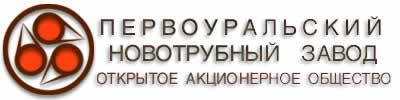 ПЕРВОУРАЛЬСКИЙ
НОВОТРУБНЫЙ ЗАВОД
ОТКРЫТОЕ АКЦИОНЕРНОЕ ОБЩЕСТВО